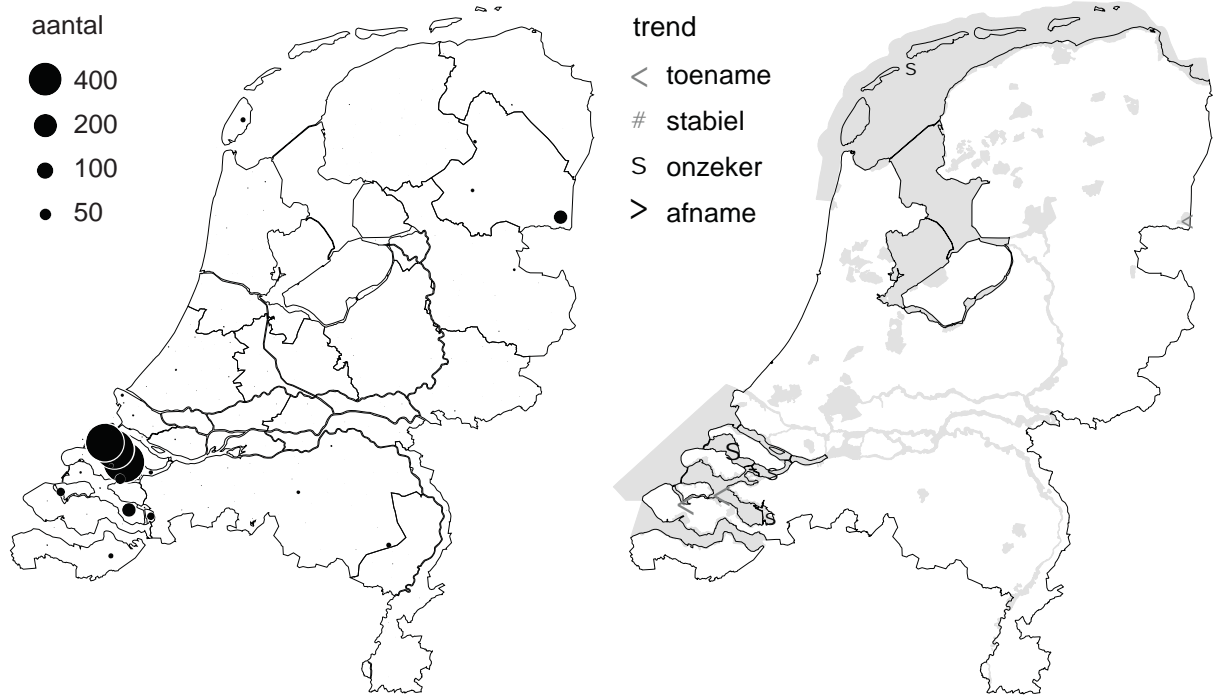 aantal
400
200
100
50
trend
< toename
# stabiel
S onzeker
> afname
S
<
S
<
<
S